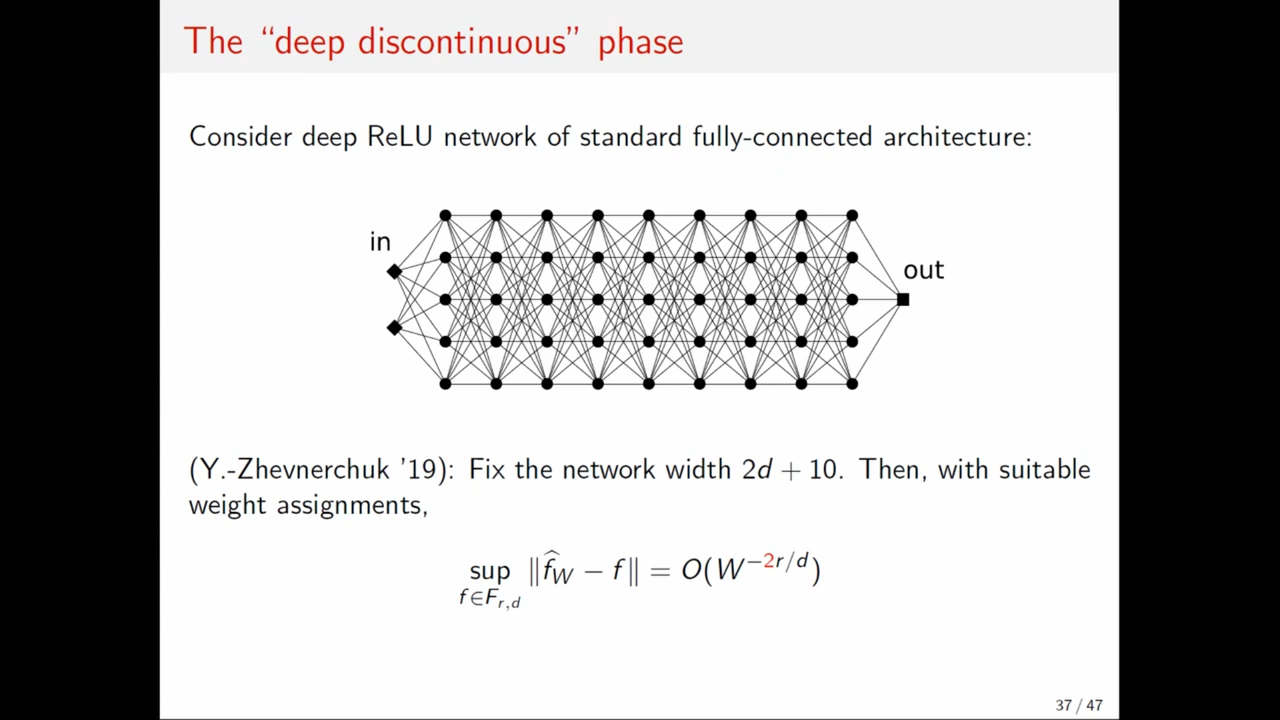 The “deep discontinuous” phase
Consider deep ReLU network of standard fully-connected architecture:
in
out
(Y.-Zhevnerchuk ’19): Fix the network width 2d + 10. Then, with suitable
weight assignments,
sup ‖f̂_W − f‖ = O(W^{−2r/d})
f∈F_{r,d}
37 / 47